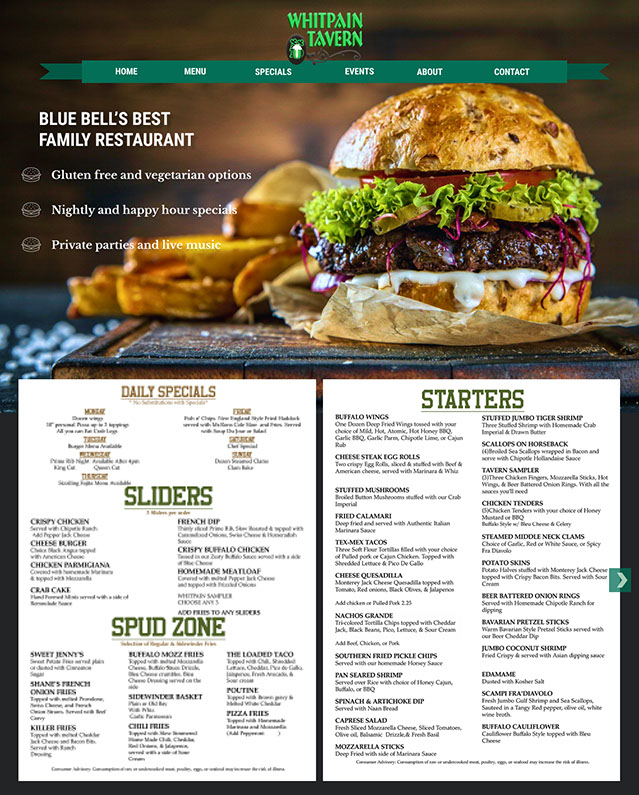 WHITPAIN
TAVERN
HOME MENU SPECIALS EVENTS ABOUT CONTACT
BLUE BELL'S BEST
FAMILY RESTAURANT
Gluten free and vegetarian options
Nightly and happy hour specials
Private parties and live music
DAILY SPECIALS
* No Substitutions with Specials*
MONDAY
Dozen wings
18" personal Pizza up to 3 toppings
All you can Eat Crab Legs
TUESDAY
Burger Menu Available
WEDNESDAY
Prime Rib Night Available After 4pm
King Cut Queen Cut
THURSDAY
Sizzling Fajita Menu Available
FRIDAY
Fish n' Chips. New England Style Fried Haddock
served with Malibou Cole Slaw and Fries. Served
with Soup Du Jour or Salad
SATURDAY
Chef Special
SUNDAY
Dozen Steamed Clams
Clam Bake
SLIDERS
3 Sliders per order
CRISPY CHICKEN
Served with Chipotle Ranch
Add Pepper Jack Cheese
CHEESE BURGER
Choice Black Angus topped
with American Cheese
CHICKEN PARMIGIANA
Covered with homemade Marinara
& topped with Mozzarella
CRAB CAKE
Hand Formed Minis served with a side of
Remoulade Sauce
FRENCH DIP
Thinly sliced Prime Rib, Slow Roasted & topped with
Caramelized Onions, Swiss Cheese & Horseradish
Sauce
CRISPY BUFFALO CHICKEN
Tossed in our Zesty Buffalo Sauce served with a side
of Blue Cheese
HOMEMADE MEATLOAF
Covered with melted Pepper Jack Cheese
and topped with Frizzled Onions
WHITPAIN SAMPLER
CHOOSE ANY 3
ADD FRIES TO ANY SLIDERS
SPUD ZONE
Selection of Regular & Sidewinder Fries
SWEET JENNY'S
Sweet Potato Fries served plain
or dusted with Cinnamon
Sugar
SHANE'S FRENCH
ONION FRIES
Topped with melted Provolone,
Swiss Cheese, and French
Onion Straws. Served with Beef
Gravy
KILLER FRIES
Topped with melted Cheddar
Jack Cheese and Bacon Bits.
Served with Ranch
Dressing
BUFFALO MOZZ FRIES
Topped with melted Mozzarella
Cheese, Buffalo Sauce Drizzle,
Bleu Cheese crumbles. Bleu
Cheese Dressing served on the
side
SIDEWINDER BASKET
Plain or Old Bay
With Whiz
Garlic Parmesan
CHILI FRIES
Topped with Slow Simmered
Home Made Chili, Cheddar,
Red Onions, & Jalapenos,
served with a side of Sour
Cream
THE LOADED TACO
Topped with Chili, Shredded
Lettuce, Cheddar, Pico de Gallo,
Jalapenos, Fresh Avocado, &
Sour cream
POUTINE
Topped with Brown gravy &
Melted White Cheddar
PIZZA FRIES
Topped with Homemade
Marinara and Mozzarella
(Add Pepperoni )
Consumer Advisory: Consumption of raw or undercooked meat, poultry, eggs, or seafood may increase the risk of illness.
STARTERS
BUFFALO WINGS
One Dozen Deep Fried Wings tossed with your
choice of Mild, Hot, Atomic, Hot Honey BBQ,
Garlic BBQ, Garlic Parm, Chipotle Lime, or Cajun
Rub
CHEESE STEAK EGG ROLLS
Two crispy Egg Rolls, sliced & stuffed with Beef &
American cheese, served with Marinara & Whiz
STUFFED MUSHROOMS
Broiled Button Mushrooms stuffed with our Crab
Imperial
FRIED CALAMARI
Deep fried and served with Authentic Italian
Marinara Sauce
TEX-MEX TACOS
Three Soft Flour Tortillas filled with your choice
of Pulled pork or Cajun Chicken. Topped with
Shredded Lettuce & Pico De Gallo
CHEESE QUESADILLA
Monterey Jack Cheese Quesadilla topped with
Tomato, Red onions, Black Olives, & Jalapenos
Add chicken or Pulled Pork 2.25
NACHOS GRANDE
Tri-colored Tortilla Chips topped with Cheddar
Jack, Black Beans, Pico, Lettuce, & Sour Cream
Add Beef, Chicken, or Pork
SOUTHERN FRIED PICKLE CHIPS
Served with our homemade Honey Sauce
PAN SEARED SHRIMP
Served over Rice with choice of Honey Cajun,
Buffalo, or BBQ
SPINACH & ARTICHOKE DIP
Served with Naan Bread
CAPRESE SALAD
Fresh Sliced Mozzarella Cheese, Sliced Tomatoes,
Olive oil, Balsamic Drizzle,& Fresh Basil
MOZZARELLA STICKS
Deep Fried with side of Marinara Sauce
STUFFED JUMBO TIGER SHRIMP
Three Stuffed Shrimp with Homemade Crab
Imperial & Drawn Butter
SCALLOPS ON HORSEBACK
(4)Broiled Sea Scallops wrapped in Bacon and
serve with Chipotle Hollandaise Sauce
TAVERN SAMPLER
(3)Three Chicken Fingers, Mozzarella Sticks, Hot
Wings, & Beer Battered Onion Rings. With all the
sauces you'll need
CHICKEN TENDERS
(5)Chicken Tenders with your choice of Honey
Mustard or BBQ
Buffalo Style w/ Bleu Cheese & Celery
STEAMED MIDDLE NECK CLAMS
Choice of Garlic, Red or White Sauce, or Spicy
Fra Diavolo
POTATO SKINS
Potato Halves stuffed with Monterey Jack Cheese
topped with Crispy Bacon Bits. Served with Sour
Cream
BEER BATTERED ONION RINGS
Served with Homemade Chipotle Ranch for
dipping
BAVARIAN PRETZEL STICKS
Warm Bavarian Style Pretzel Sticks served with
our Beer Cheddar Dip
JUMBO COCONUT SHRIMP
Fried Crispy & served with Asian dipping sauce
EDAMAME
Dusted with Kosher Salt
SCAMPI FRA'DIAVOLO
Fresh Jumbo Gulf Shrimp and Sea Scallops,
Sauteed in a Tangy Red pepper, olive oil, white
wine broth.
BUFFALO CAULIFLOWER
Cauliflower Buffalo Style topped with Bleu
Cheese
Consumer Advisory: Consumption of raw or undercooked meat, poultry, eggs, or seafood may increase the risk of illness.